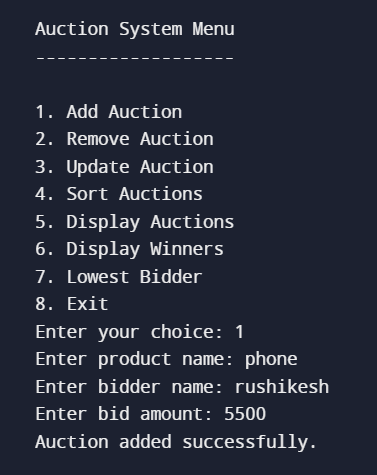 Auction System Menu
-------------------
1. Add Auction
2. Remove Auction
3. Update Auction
4. Sort Auctions
5. Display Auctions
6. Display Winners
7. Lowest Bidder
8. Exit
Enter your choice: 1
Enter product name: phone
Enter bidder name: rushikesh
Enter bid amount: 5500
Auction added successfully.